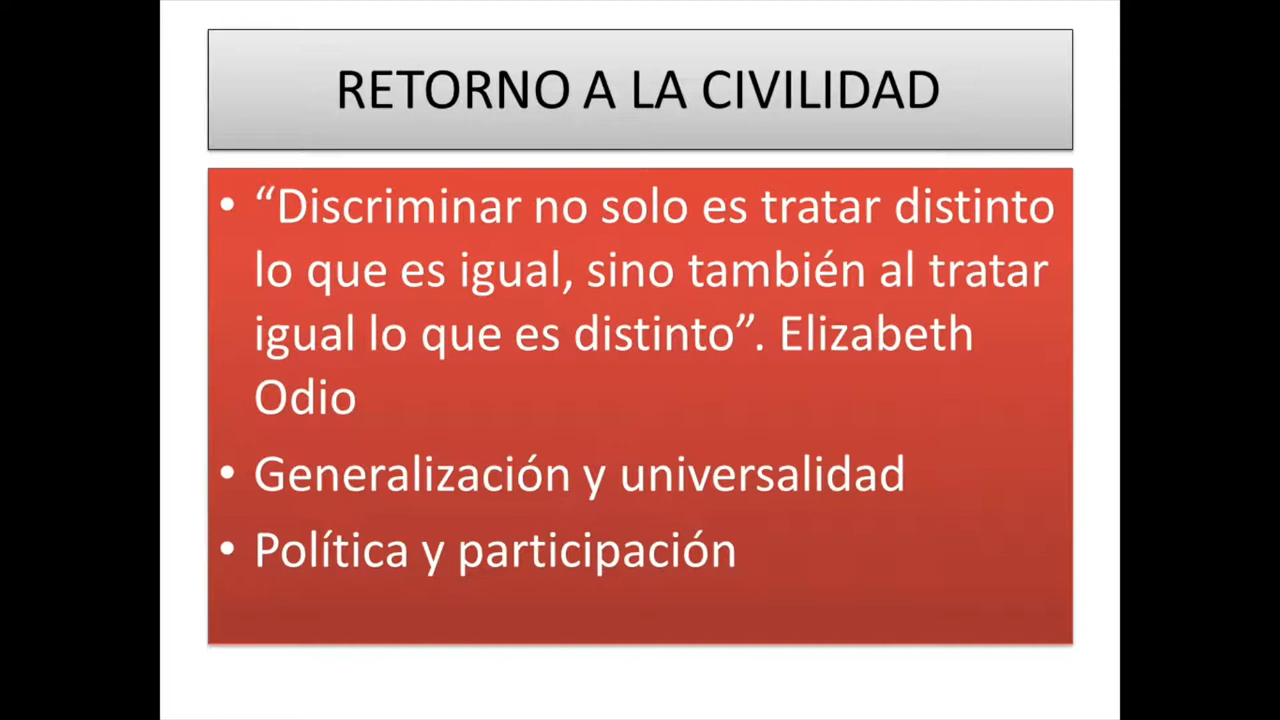 RETORNO A LA CIVILIDAD
• “Discriminar no solo es tratar distinto
lo que es igual, sino también al tratar
igual lo que es distinto”. Elizabeth
Odio
• Generalización y universalidad
• Política y participación